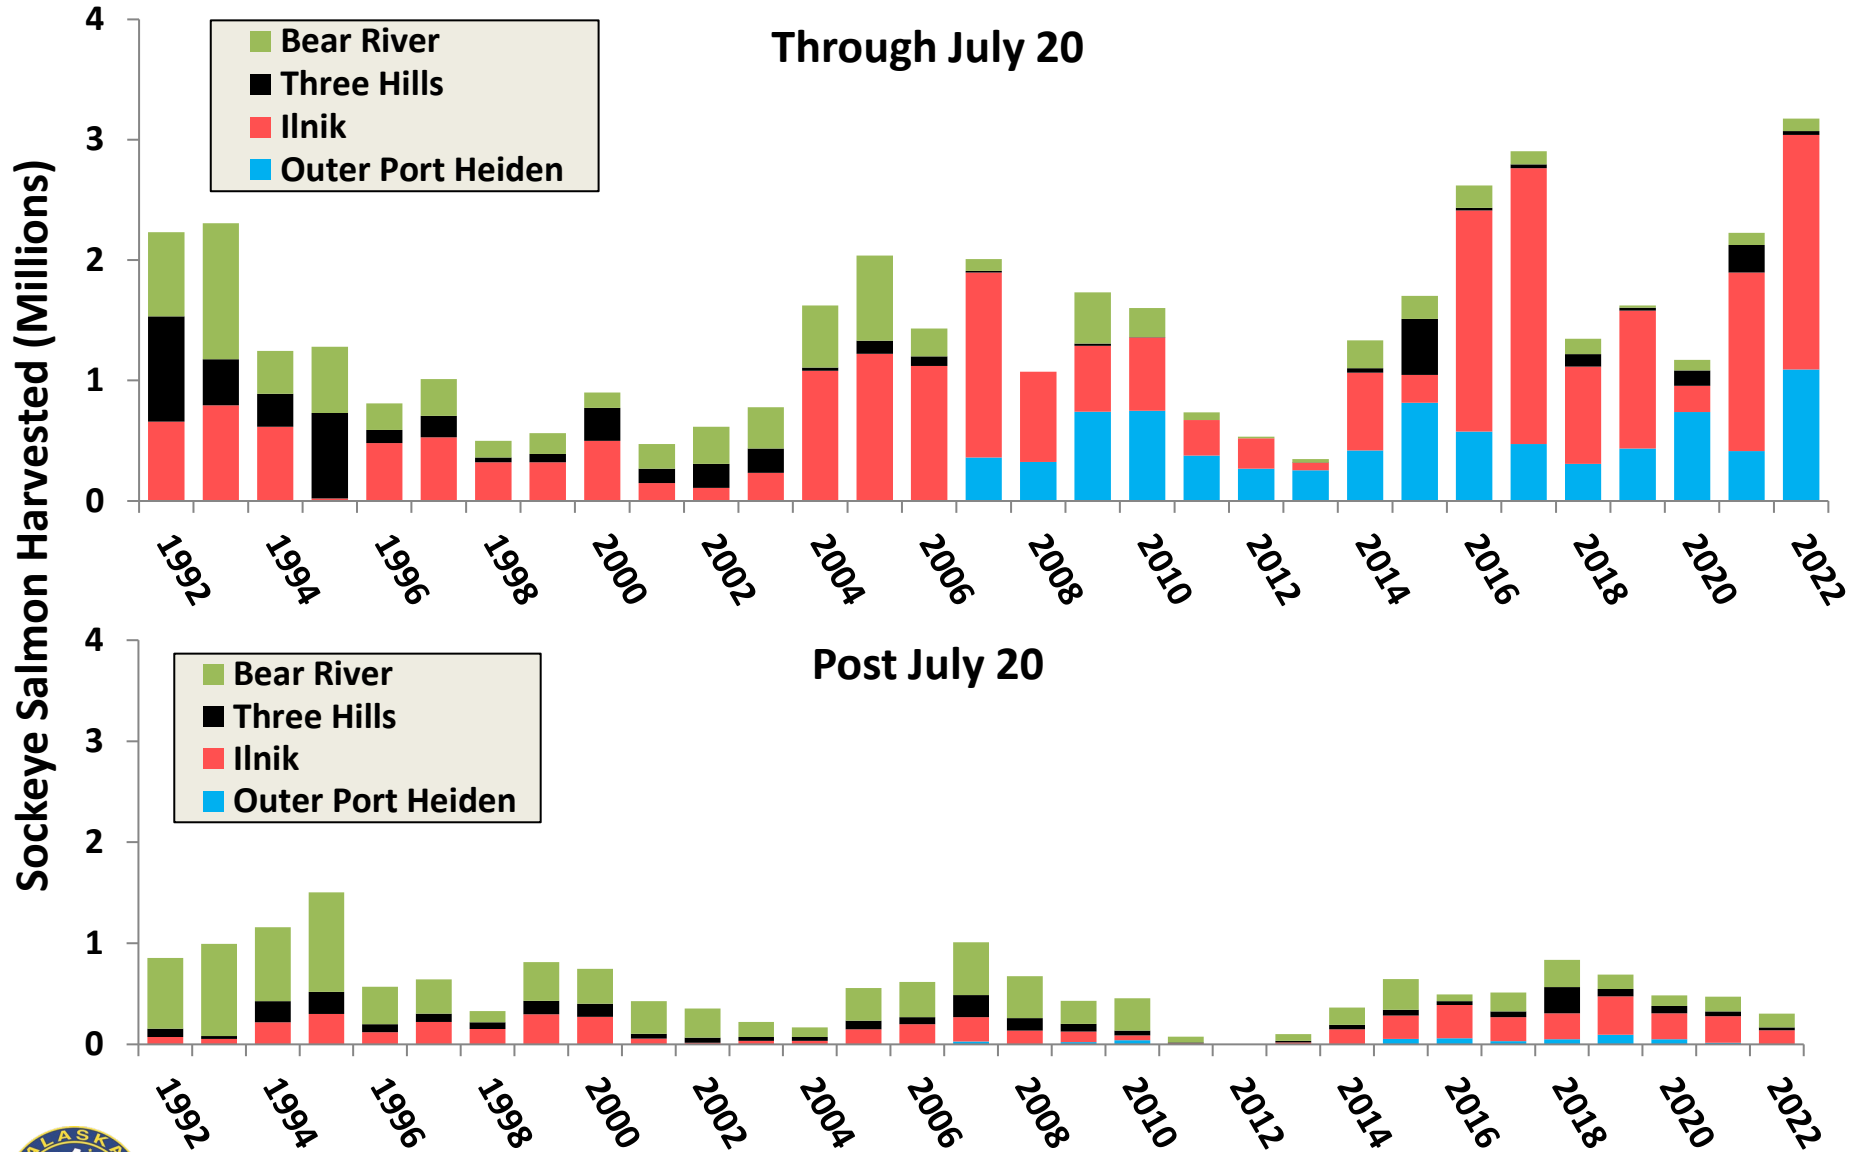 Sockeye Salmon Harvested (Millions)
Through July 20
Bear River
Three Hills
Ilnik
Outer Port Heiden
4
3
2
1
0
1992 1994 1996 1998 2000 2002 2004 2006 2008 2010 2012 2014 2016 2018 2020 2022
Post July 20
Bear River
Three Hills
Ilnik
Outer Port Heiden
4
3
2
1
0
1992 1994 1996 1998 2000 2002 2004 2006 2008 2010 2012 2014 2016 2018 2020 2022
ALASKA